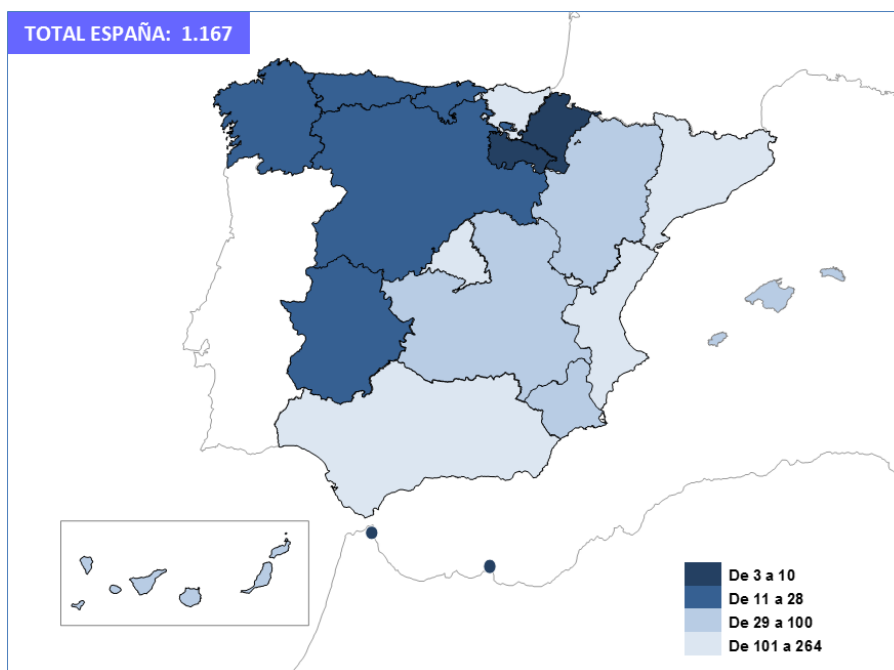 TOTAL ESPAÑA: 1.167
De 3 a 10
De 11 a 28
De 29 a 100
De 101 a 264